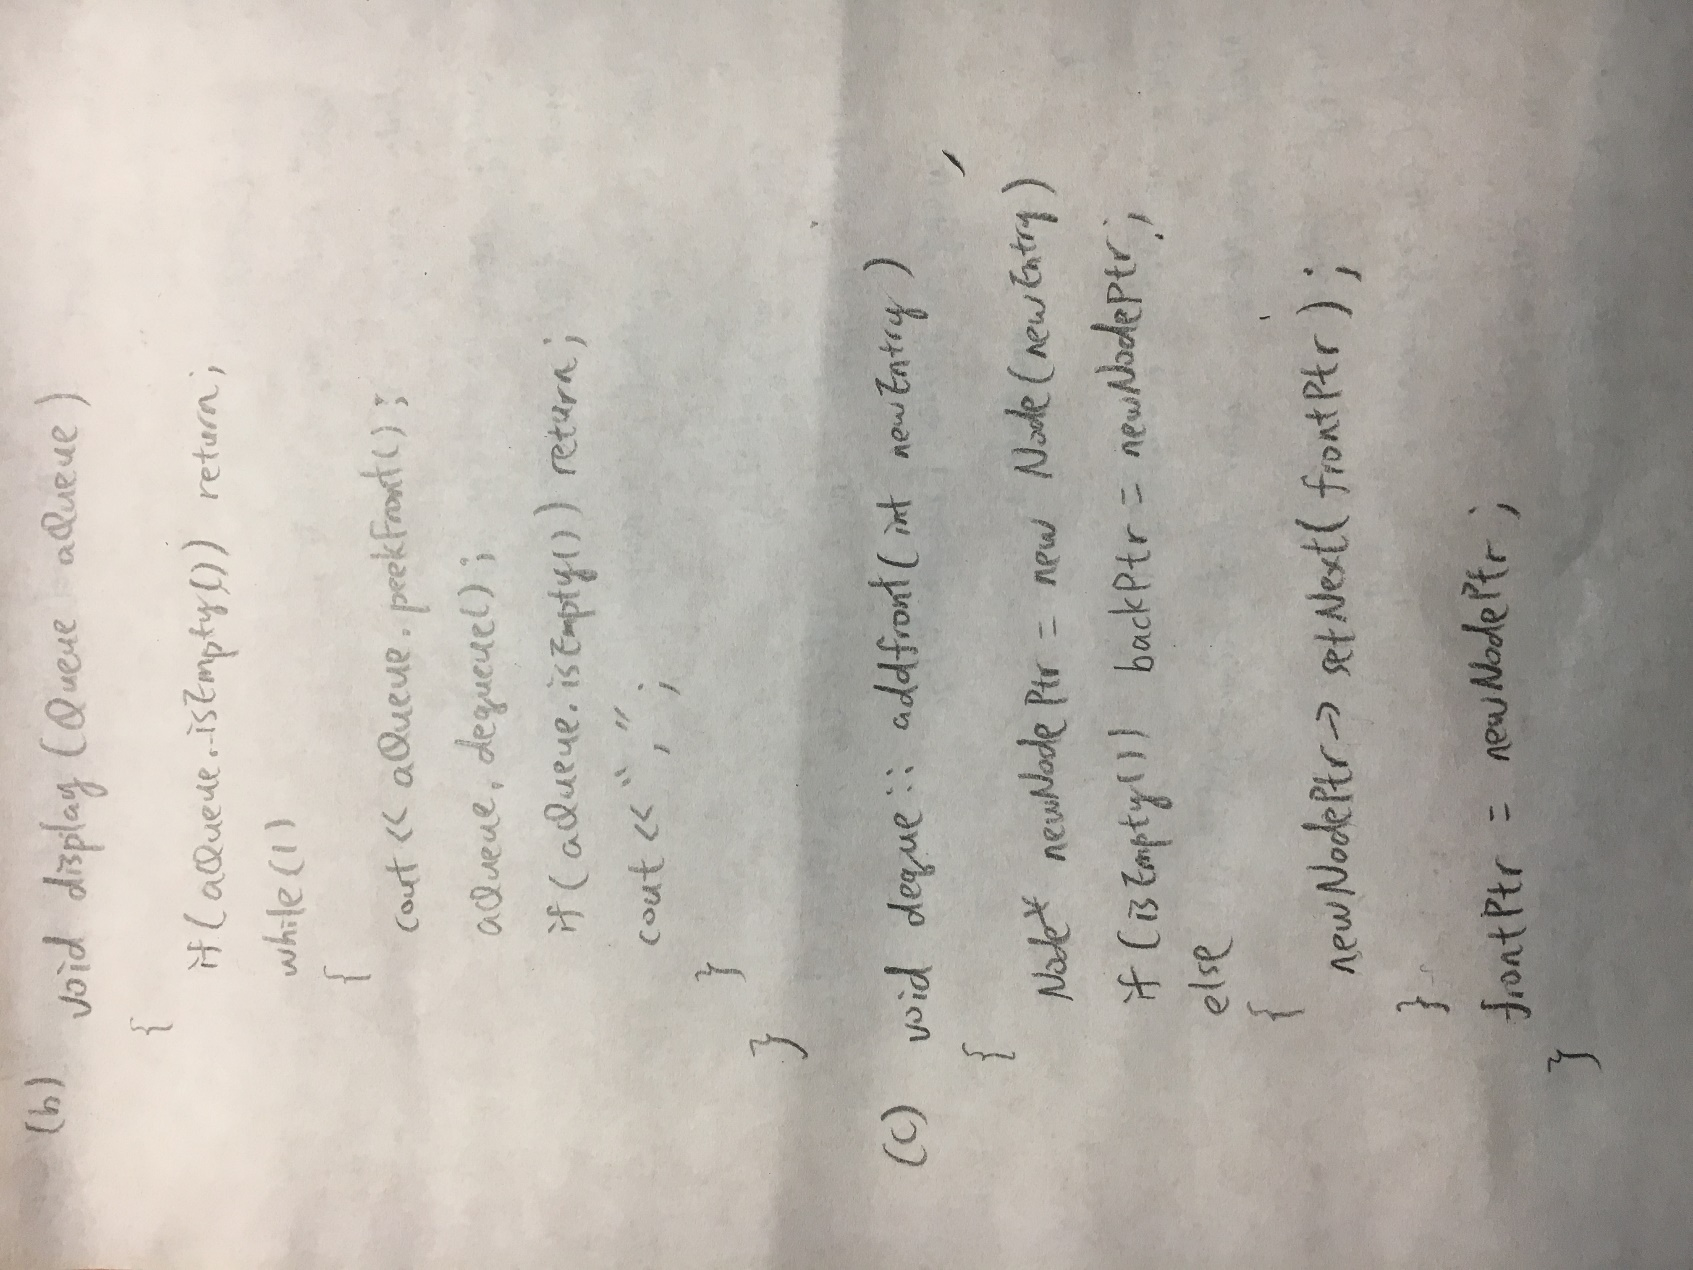 (b) void display(Queue aQueue)
{
if(aQueue.isEmpty()) return;
while(1)
{
cout << aQueue.peekFront();
aQueue.dequeue();
if(aQueue.isEmpty()) return;
cout << ",";
}
}
(c) void deque::addfront(int newEntry)
{
Node* newNodePtr = new Node(newEntry)
if(isEmpty()) backPtr = newNodePtr;
else
{
newNodePtr->setNext(frontPtr);
}
frontPtr = newNodePtr;
}